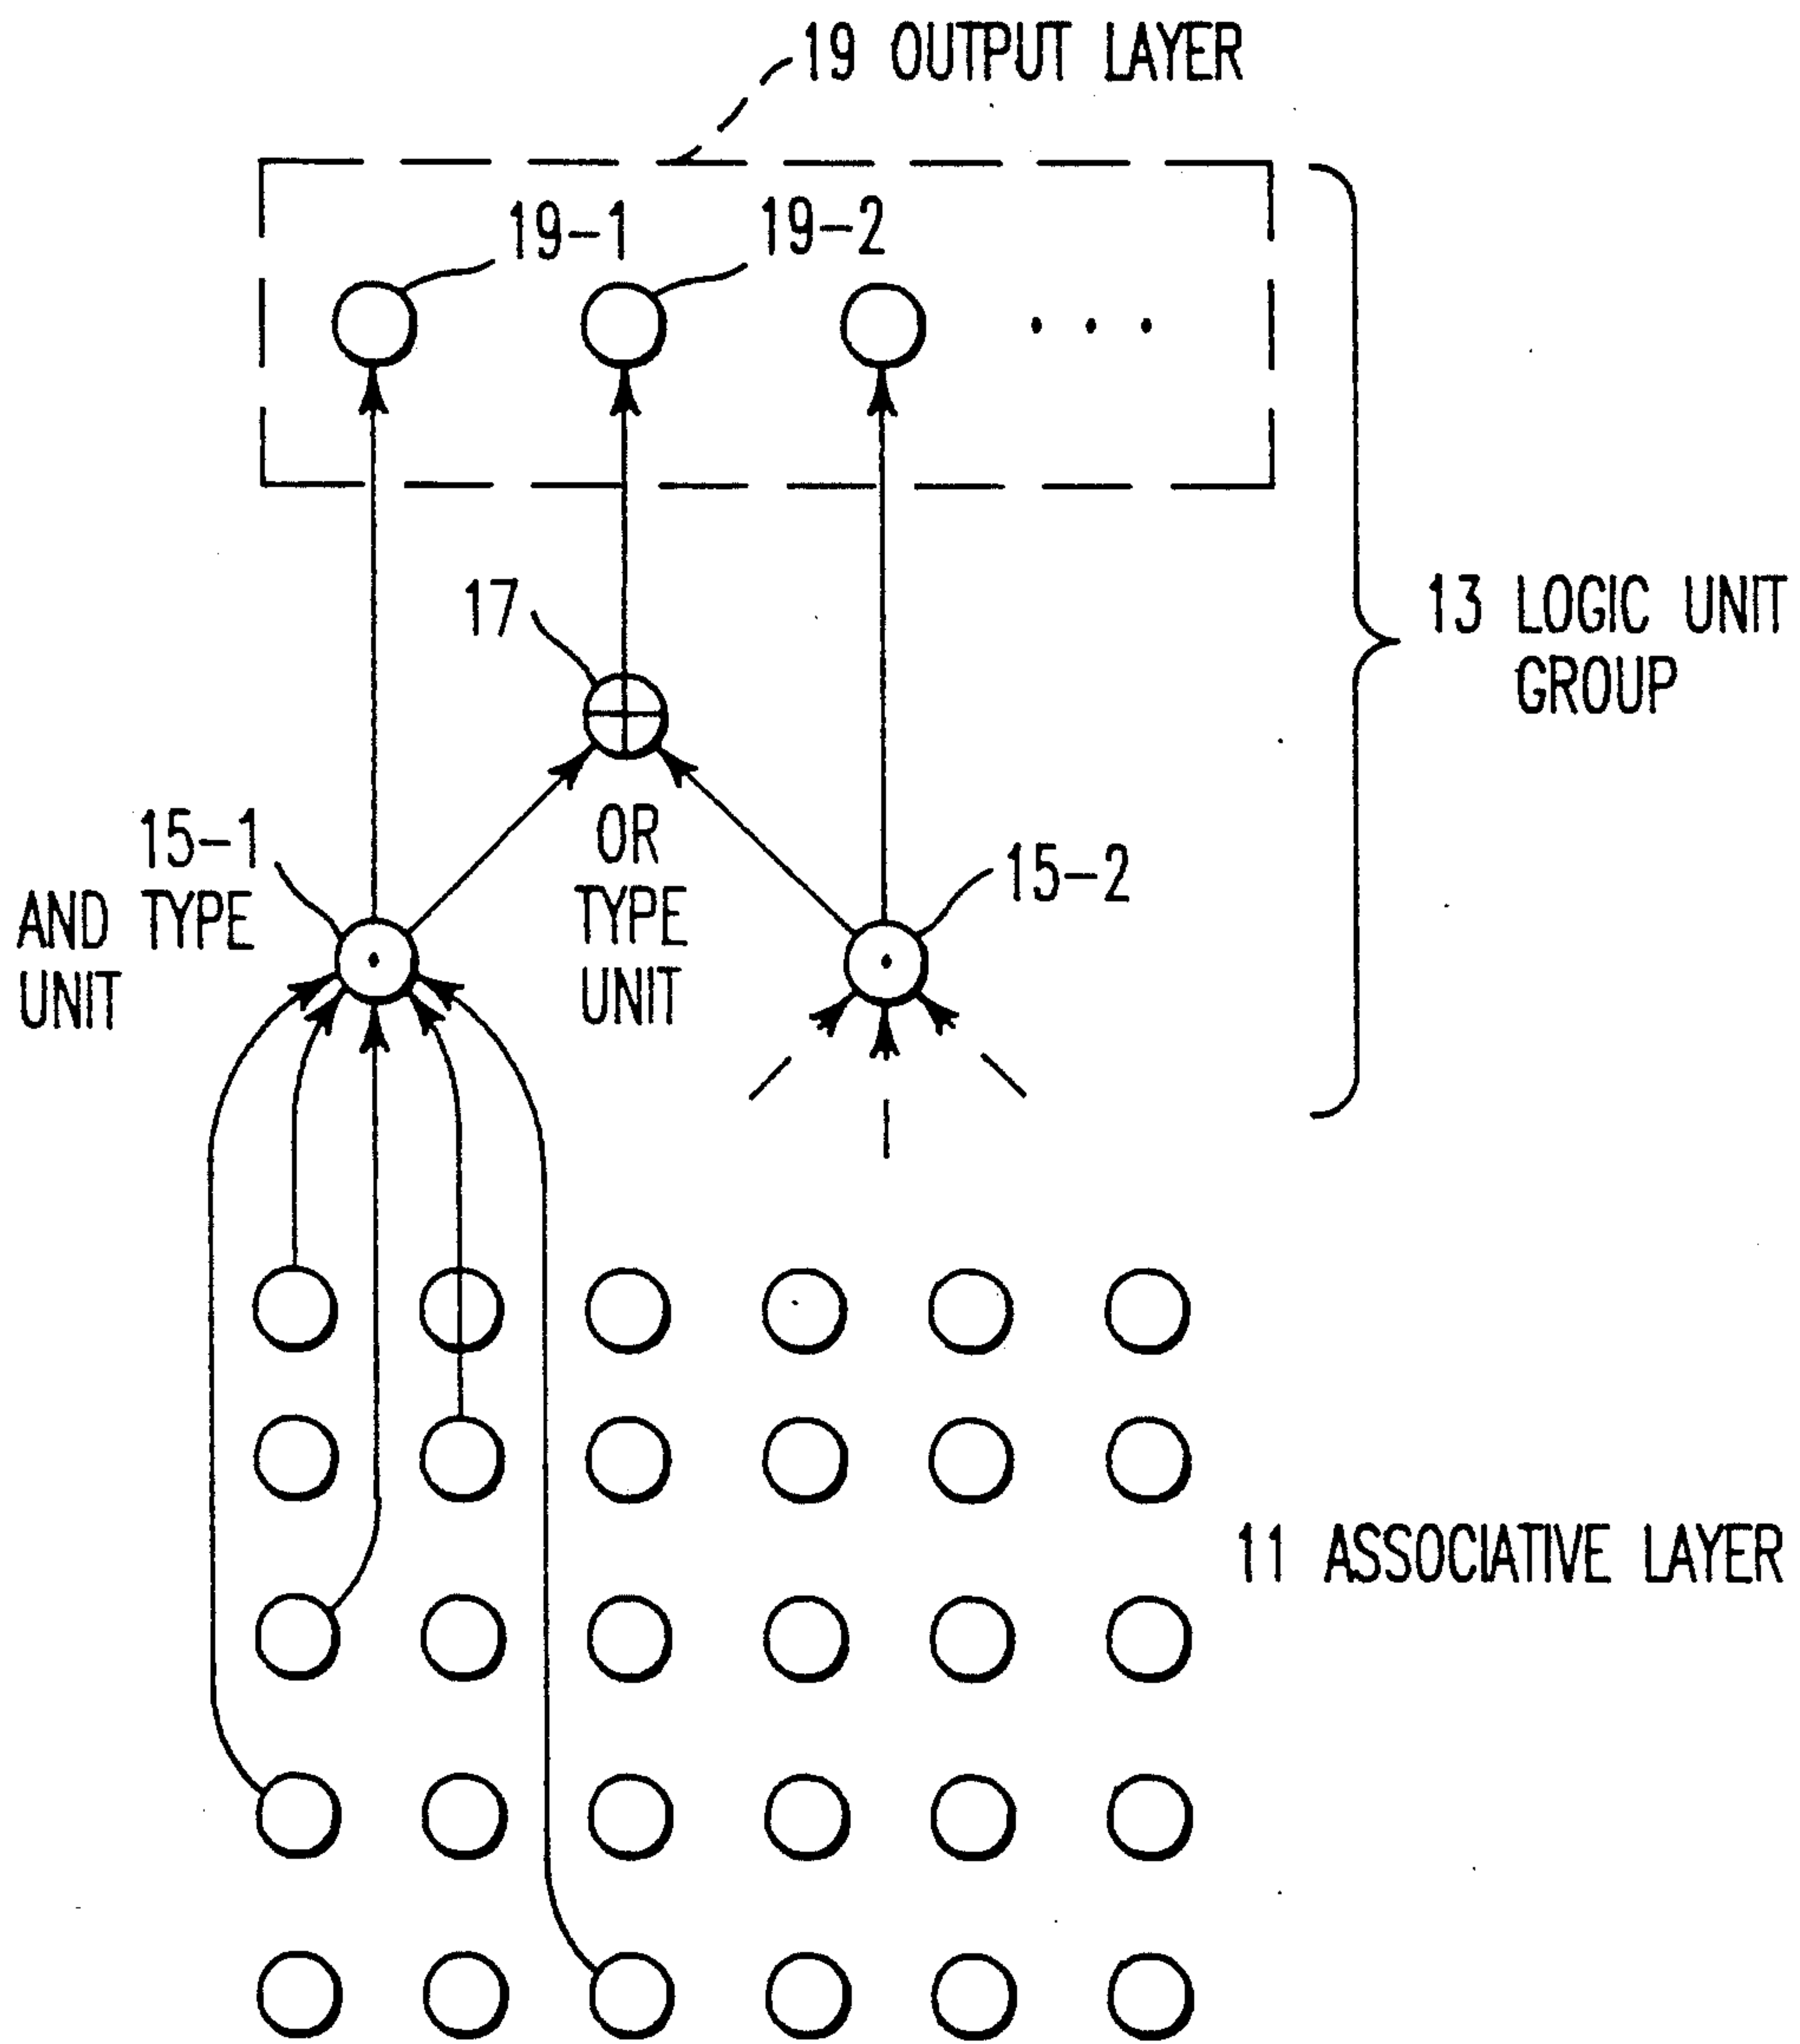 19 OUTPUT LAYER
19-1
19-2
17
13 LOGIC UNIT
GROUP
15-1
AND TYPE
UNIT
OR
TYPE
UNIT
15-2
11 ASSOCIATIVE LAYER